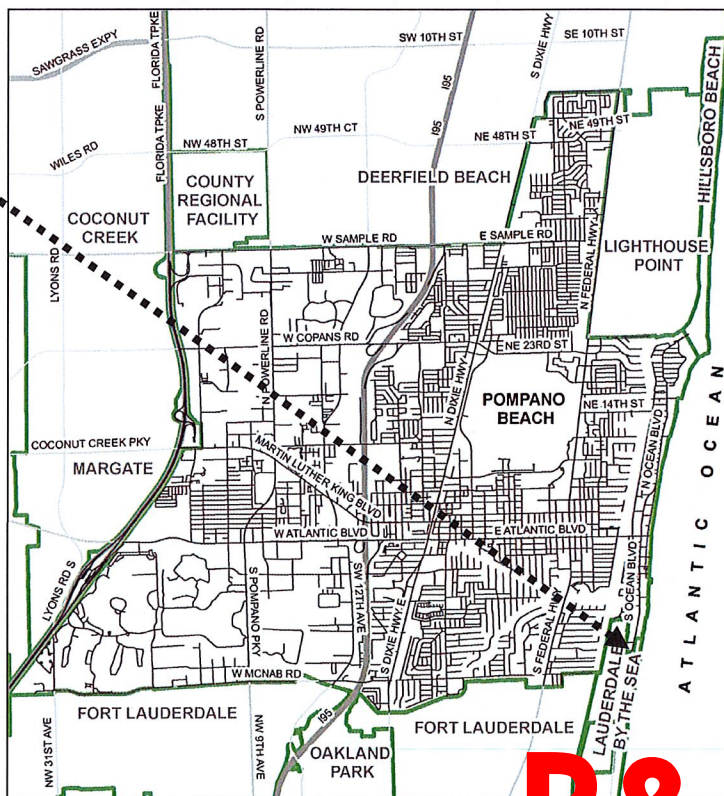 SAWGRASS EXPY
FLORIDA TPKE
S POWERLINE RD
SW 10TH ST
I95
S DIXIE HWY
SE 10TH ST
HILLSBORO BEACH
WILES RD
FLORIDA TPKE
NW 48TH ST
NW 49TH CT
I95
NE 48TH ST
NE 49TH ST
COUNTY
REGIONAL
FACILITY
DEERFIELD BEACH
COCONUT
CREEK
LYONS RD
W SAMPLE RD
E SAMPLE RD
N FEDERAL HWY
LIGHTHOUSE
POINT
N POWERLINE RD
W COPANS RD
N DIXIE HWY
NE 23RD ST
POMPANO
BEACH
NE 14TH ST
N OCEAN BLVD
ATLANTIC OCEAN
COCONUT CREEK PKY
MARGATE
MARTIN LUTHER KING BLVD
W ATLANTIC BLVD
E ATLANTIC BLVD
LYONS RD S
S POMPANO PKY
SW 12TH AVE
S DIXIE HWY E
S FEDERAL HWY
S OCEAN BLVD
W MCNAB RD
LAUDERDALE
BY THE SEA
FORT LAUDERDALE
FORT LAUDERDALE
NW 31ST AVE
NW 9TH AVE
I95
OAKLAND
PARK